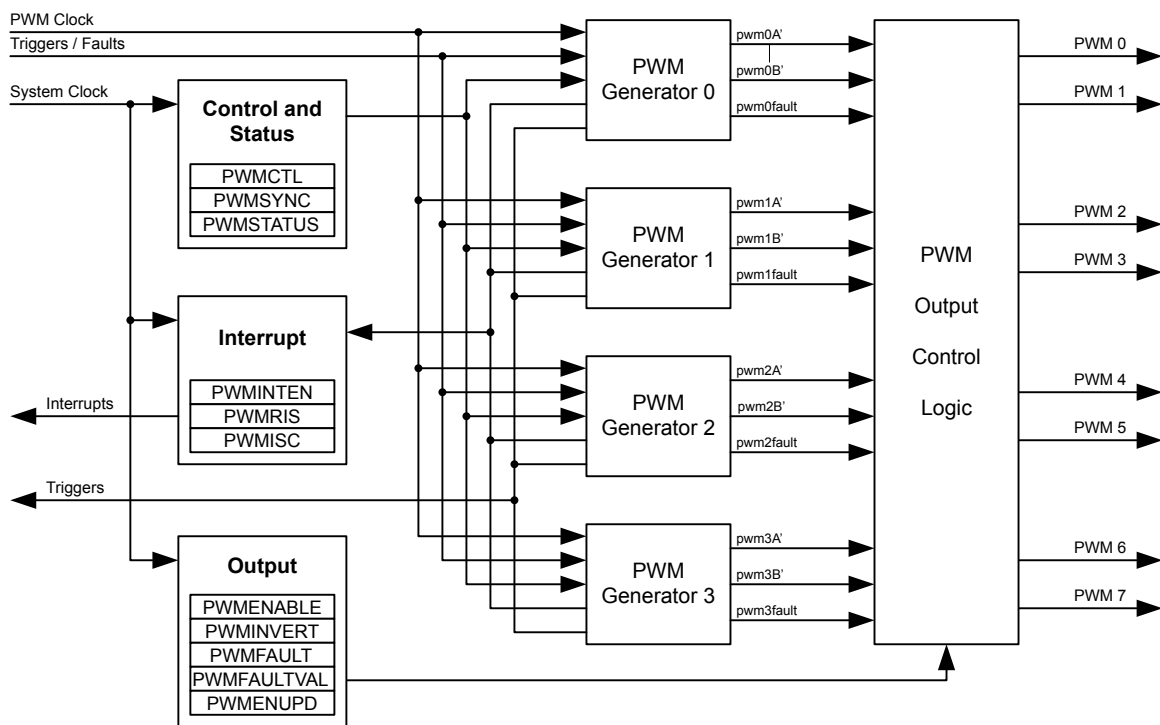 PWM Clock
Triggers / Faults
System Clock
Control and
Status
PWMCTL
PWMSYNC
PWMSTATUS
Interrupt
PWMINTEN
PWMRIS
PWMISC
Interrupts
Triggers
Output
PWMENABLE
PWMINVERT
PWMFAULT
PWMFAULTVAL
PWMENUPD
PWM
Generator 0
pwm0A'
pwm0B'
pwm0fault
PWM
Generator 1
pwm1A'
pwm1B'
pwm1fault
PWM
Generator 2
pwm2A'
pwm2B'
pwm2fault
PWM
Generator 3
pwm3A'
pwm3B'
pwm3fault
PWM
Output
Control
Logic
PWM 0
PWM 1
PWM 2
PWM 3
PWM 4
PWM 5
PWM 6
PWM 7